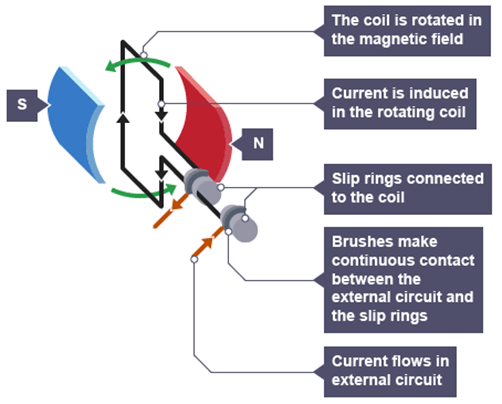 The coil is rotated in
the magnetic field
S
Current is induced
in the rotating coil
N
Slip rings connected
to the coil
Brushes make
continuous contact
between the
external circuit and
the slip rings
Current flows in
external circuit